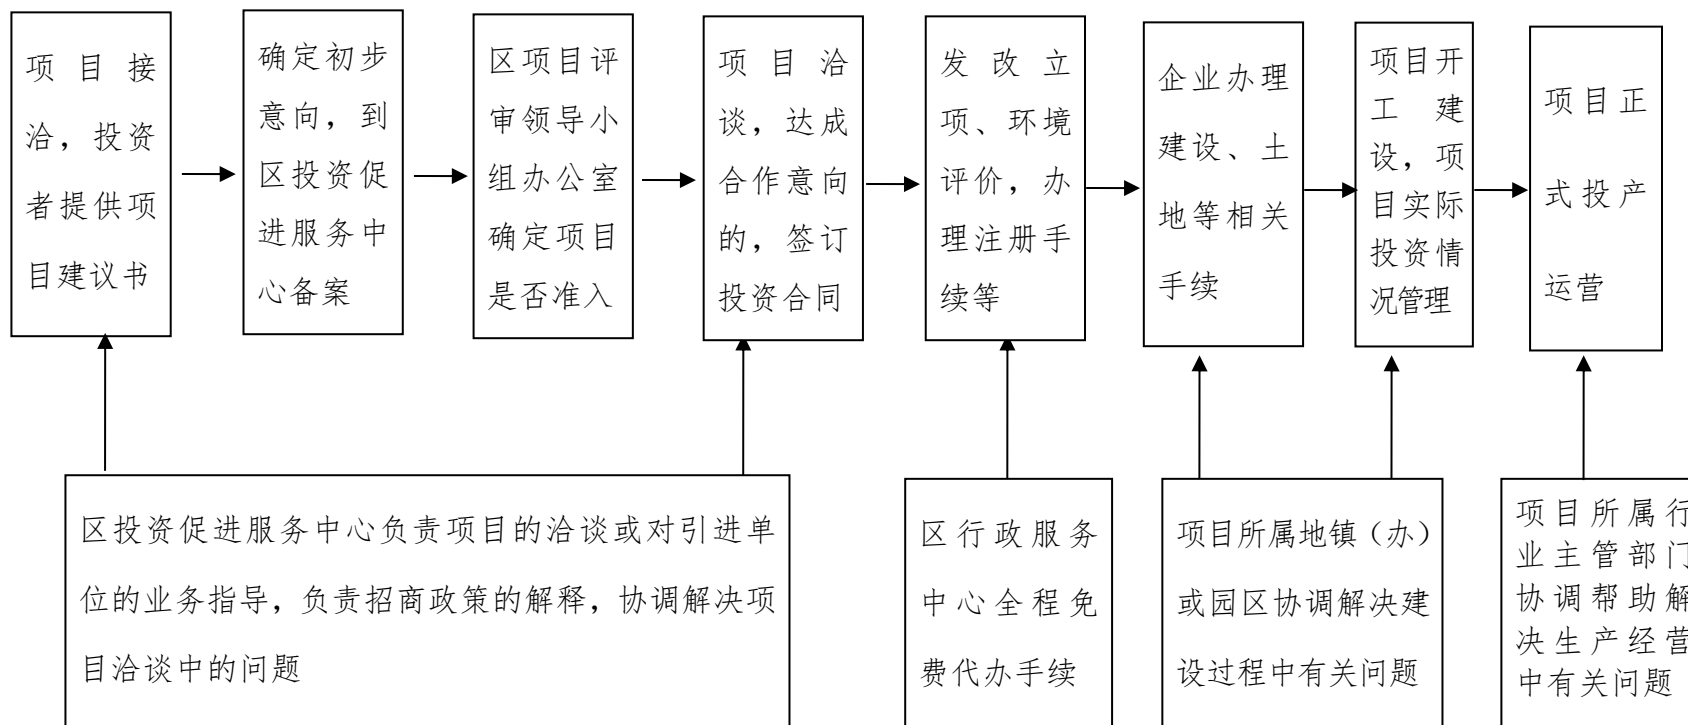 项目接
洽，投资
者提供项
目建议书
确定初步
意向，到
区投资促
进服务中
心备案
区项目评
审领导小
组办公室
确定项目
是否准入
项目洽
谈，达成
合作意向
的，签订
投资合同
发改立
项、环境
评价，办
理注册手
续等
企业办理
建设、土
地等相关
手续
项目开
工建
设，项
目实际
投资情
况管理
项目正
式投产
运营
区投资促进服务中心负责项目的洽谈或对引进单
位的业务指导，负责招商政策的解释，协调解决项
目洽谈中的问题
区行政服务
中心全程免
费代办手续
项目所属地镇（办）
或园区协调解决建
设过程中有关问题
项目所属行
业主管部门
协调帮助解
决生产经营
中有关问题